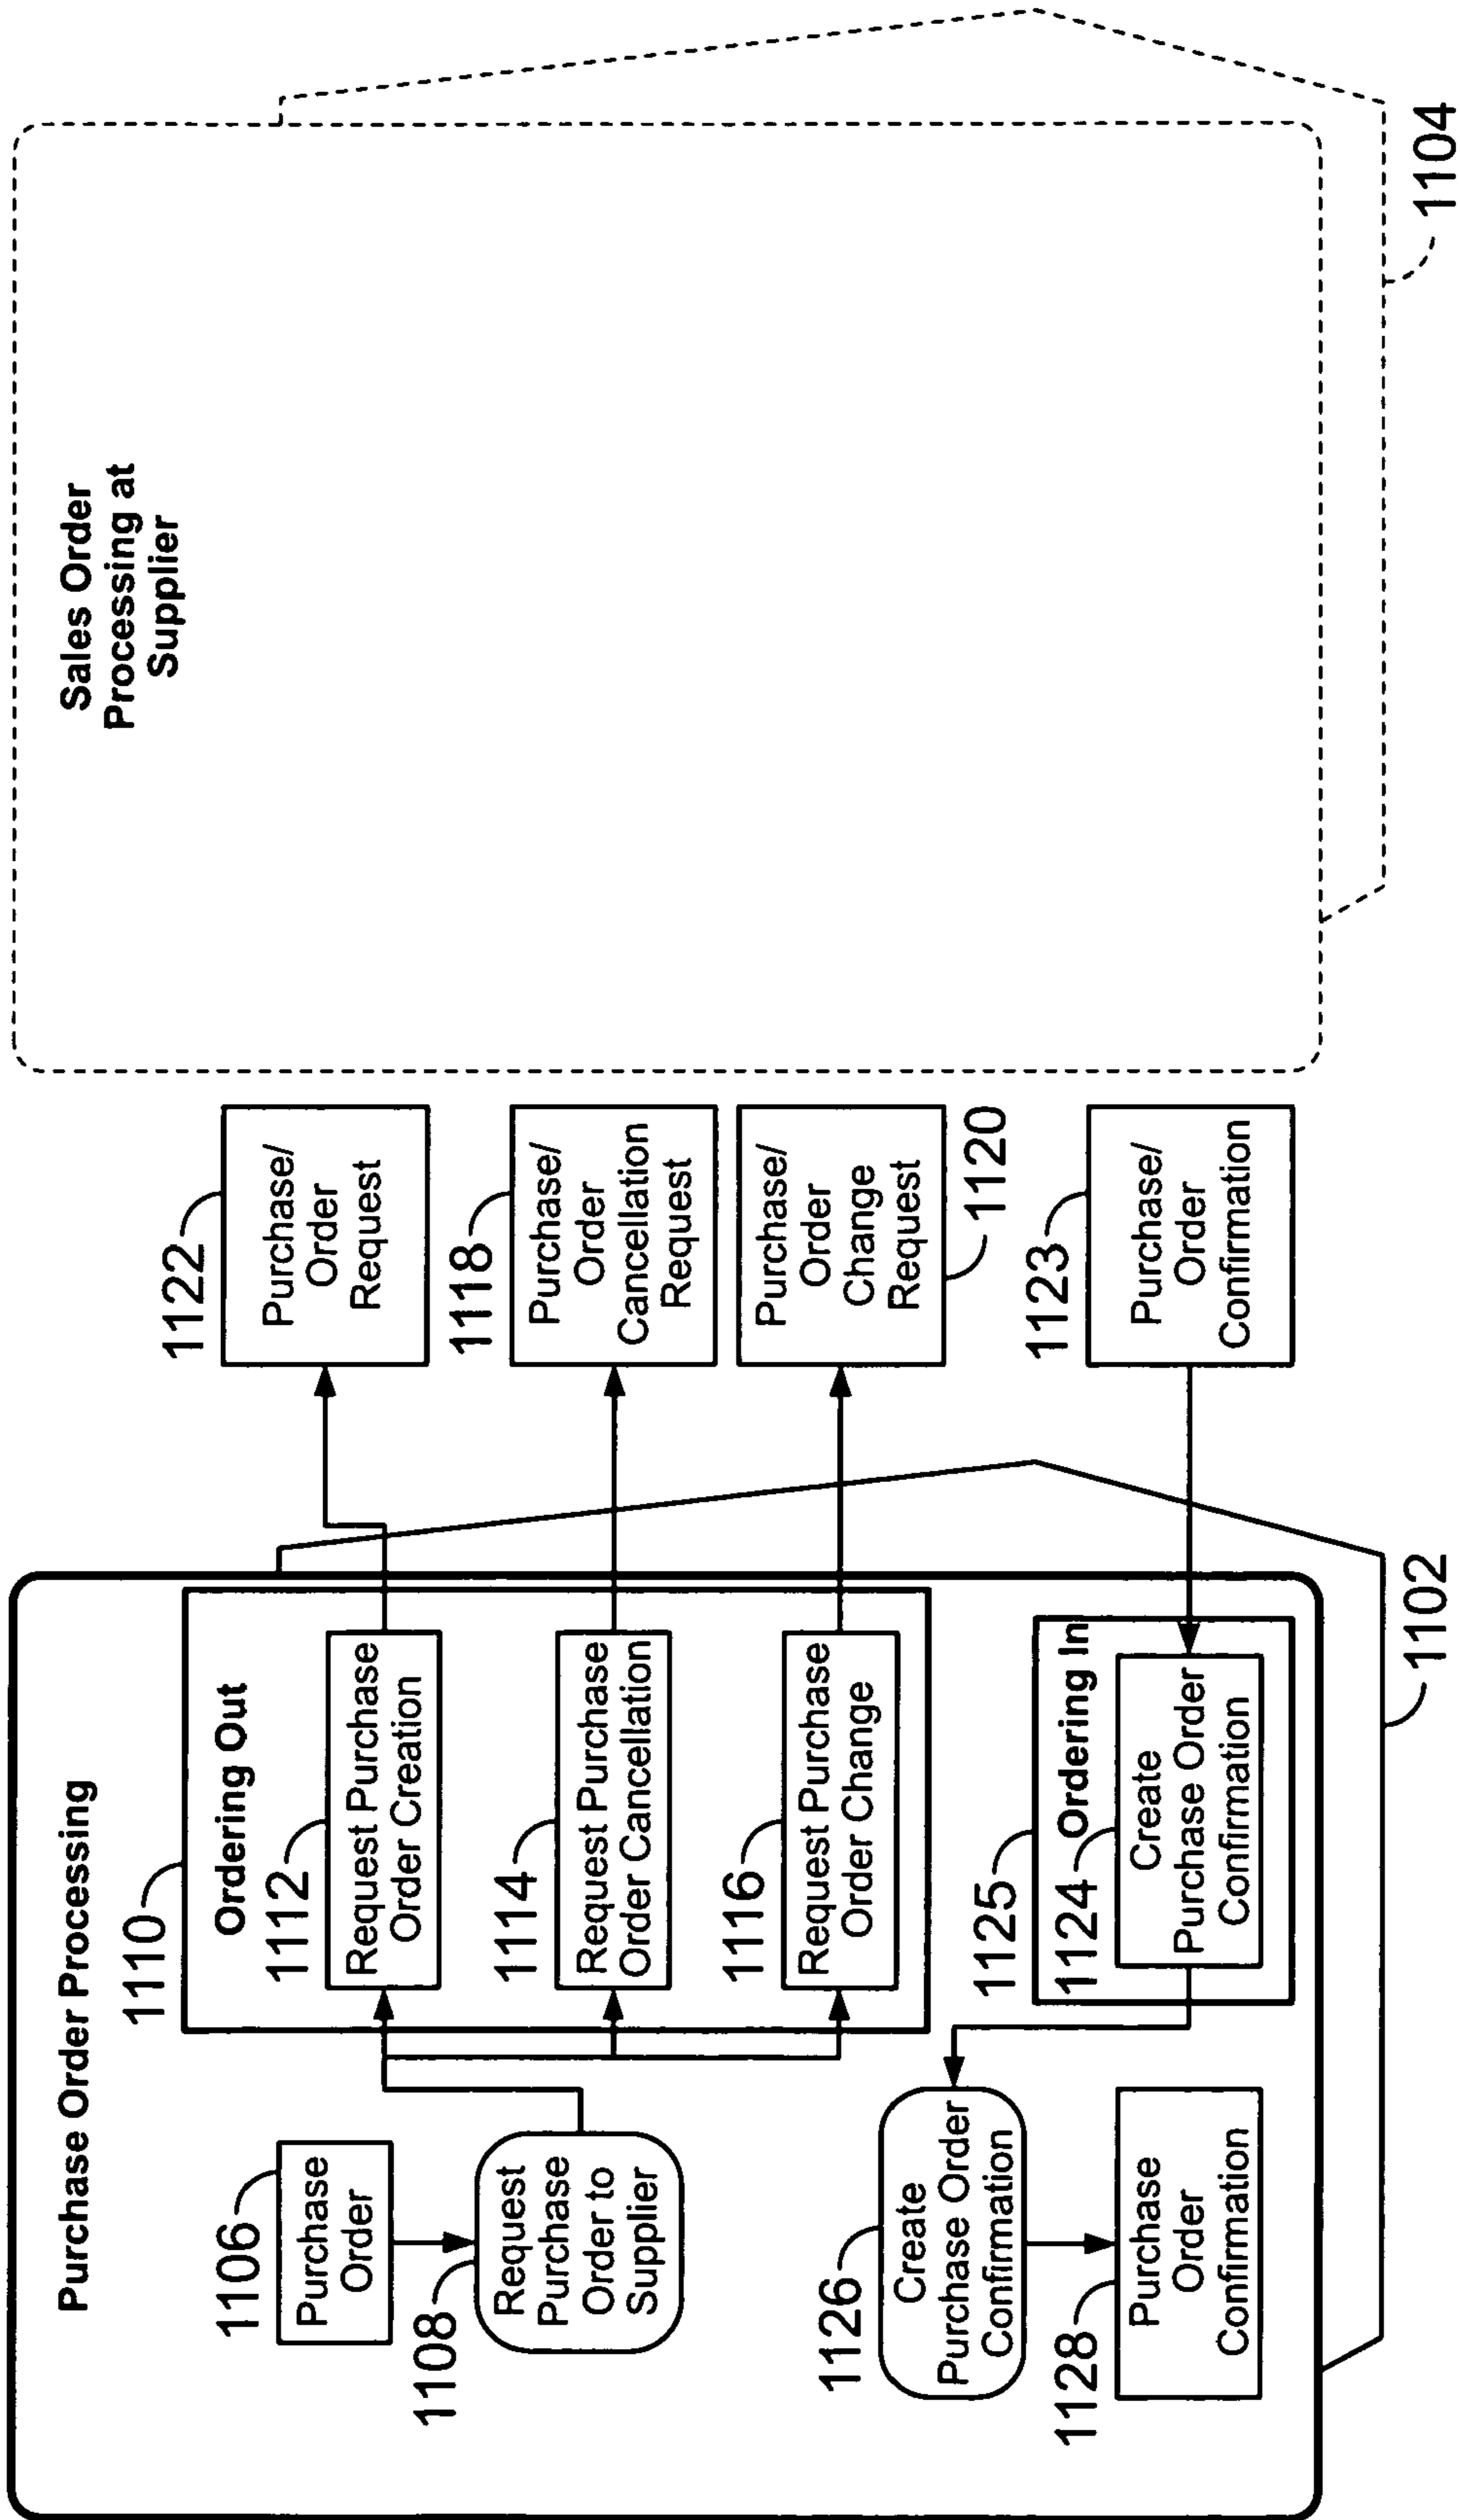 Purchase Order Processing
1106
Purchase
Order
1108
Request
Purchase
Order to
Supplier
1110
Ordering Out
1112
Request Purchase
Order Creation
1114
Request Purchase
Order Cancellation
1116
Request Purchase
Order Change
1125
Ordering In
1124
Create
Purchase Order
Confirmation
1126
Create
Purchase Order
Confirmation
1128
Purchase
Order
Confirmation
1102
1122
Purchase/
Order
Request
1118
Purchase/
Order
Cancellation
Request
Purchase/
Order
Change
Request
1120
1123
Purchase/
Order
Confirmation
Sales Order
Processing at
Supplier
1104